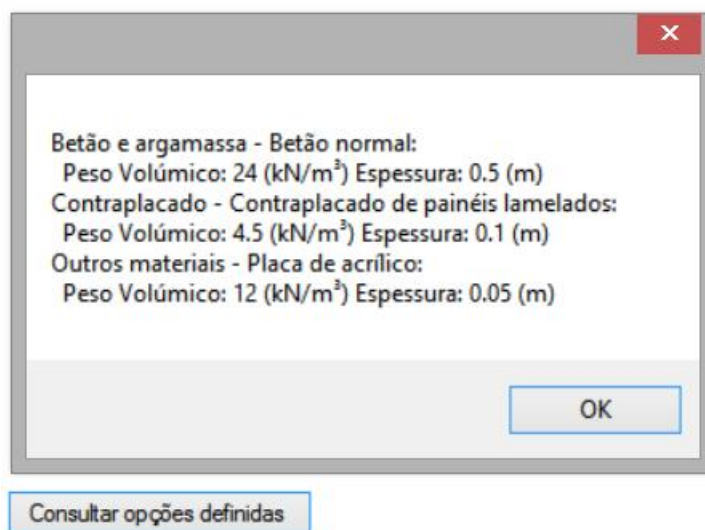 Betão e argamassa - Betão normal:
Peso Volúmico: 24 (kN/m³) Espessura: 0.5 (m)
Contraplacado - Contraplacado de painéis lamelados:
Peso Volúmico: 4.5 (kN/m³) Espessura: 0.1 (m)
Outros materiais - Placa de acrílico:
Peso Volúmico: 12 (kN/m³) Espessura: 0.05 (m)
OK
Consultar opções definidas